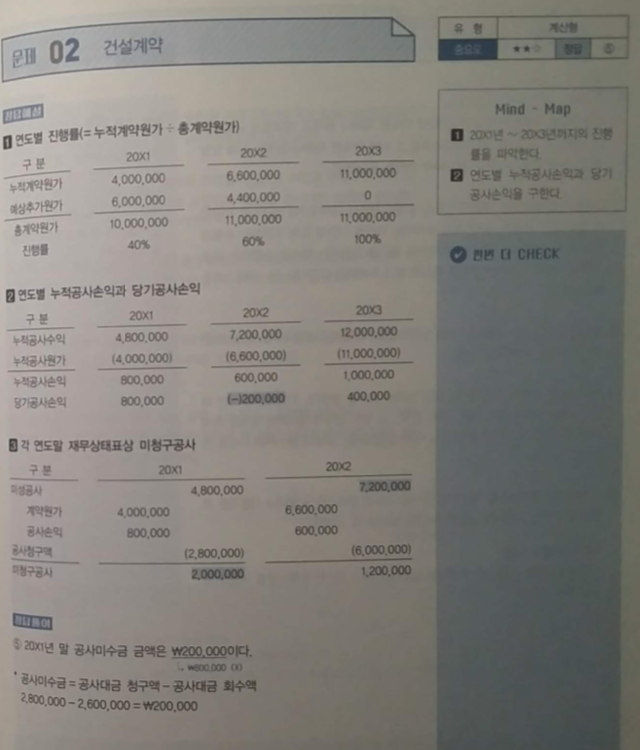 문제 02 건설계약
유 형 계산형
중요도 ★★☆ 정답 ⑤
정답해설
1 연도별 진행률(= 누적계약원가 ÷ 총계약원가)
구 분 20X1 20X2 20X3
누적계약원가 4,000,000 6,600,000 11,000,000
예상추가원가 6,000,000 4,400,000 0
총계약원가 10,000,000 11,000,000 11,000,000
진행률 40% 60% 100%
2 연도별 누적공사손익과 당기공사손익
구 분 20X1 20X2 20X3
누적공사수익 4,800,000 7,200,000 12,000,000
누적공사원가 (4,000,000) (6,600,000) (11,000,000)
누적공사손익 800,000 600,000 1,000,000
당기공사손익 800,000 (-)200,000 400,000
3 각 연도말 재무상태표상 미청구공사
구 분 20X1 20X2
미성공사 4,800,000 7,200,000
계약원가 4,000,000 6,600,000
공사손익 800,000 600,000
공사청구액 (2,800,000) (6,000,000)
미청구공사 2,000,000 1,200,000
⑤ 20X1년 말 공사미수금 금액은 ₩200,000이다.
₩800,000 (X)
* 공사미수금 = 공사대금 청구액 - 공사대금 회수액
2,800,000 - 2,600,000 = ₩200,000
Mind - Map
1 20X1년 ~ 20X3년까지의 진행
률을 파악한다.
2 연도별 누적공사손익과 당기
공사손익을 구한다.
한번 더 CHECK